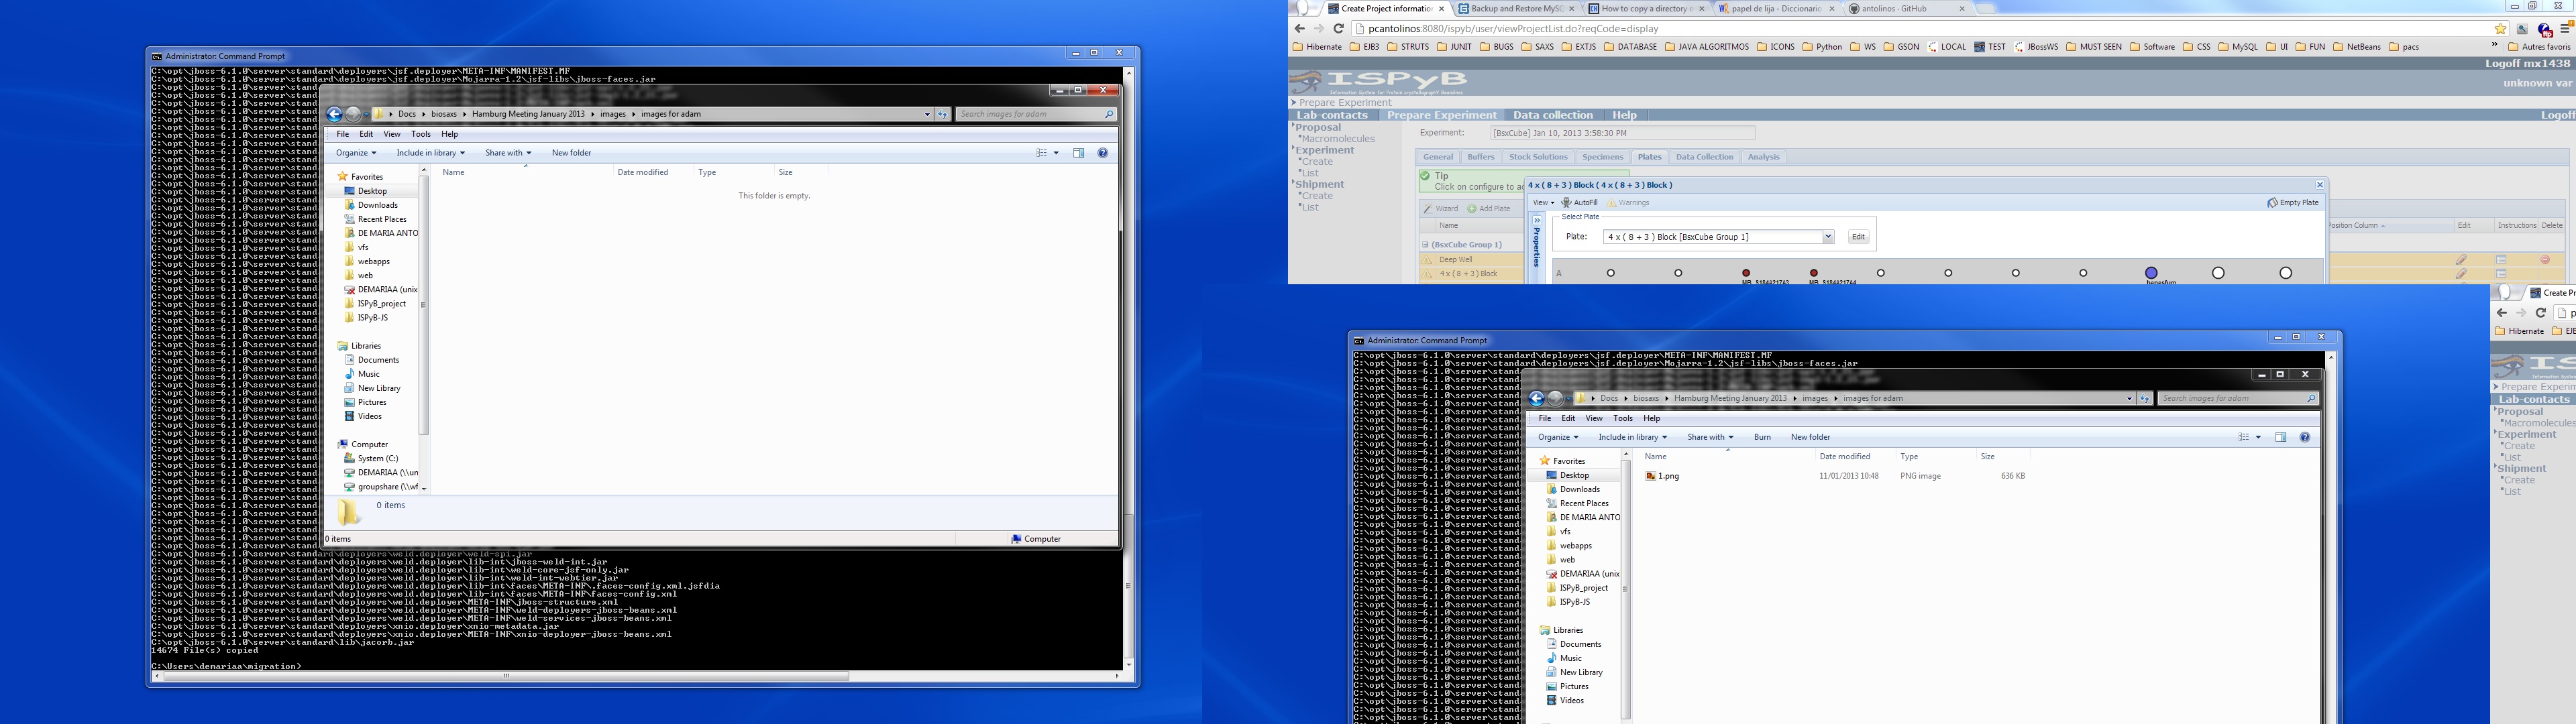 Administrator: Command Prompt
C:\opt\jboss-6.1.0\server\standard\deployers\jsf.deployer\META-INF\MANIFEST.MF
C:\opt\jboss-6.1.0\server\standard\deployers\jsf.deployer\Mojarra-1.2\jsf-libs\jboss-faces.jar
Docs biosaxs Hamburg Meeting January 2013 images images for adam
Search images for adam
File Edit View Tools Help
Organize Include in library Share with New folder
Favorites
Desktop
Downloads
Recent Places
DE MARIA ANTO
vfs
webapps
web
DEMARIAA (unix
ISPyB_project
ISPyB-JS
Libraries
Documents
Music
New Library
Pictures
Videos
Computer
System (C:)
DEMARIAA (\\un
groupshare (\\wf
Name Date modified Type Size
This folder is empty.
0 items
0 items
Computer
C:\opt\jboss-6.1.0\server\standard\deployers\weld.deployer\weld-spi.jar
C:\opt\jboss-6.1.0\server\standard\deployers\weld.deployer\lib-int\jboss-weld-int.jar
C:\opt\jboss-6.1.0\server\standard\deployers\weld.deployer\lib-int\weld-core-jsf-only.jar
C:\opt\jboss-6.1.0\server\standard\deployers\weld.deployer\lib-int\weld-int-webtier.jar
C:\opt\jboss-6.1.0\server\standard\deployers\weld.deployer\lib-int\faces\META-INF\.faces-config.xml.jsfdia
C:\opt\jboss-6.1.0\server\standard\deployers\weld.deployer\lib-int\faces\META-INF\faces-config.xml
C:\opt\jboss-6.1.0\server\standard\deployers\weld.deployer\META-INF\jboss-structure.xml
C:\opt\jboss-6.1.0\server\standard\deployers\weld.deployer\META-INF\weld-deployers-jboss-beans.xml
C:\opt\jboss-6.1.0\server\standard\deployers\weld.deployer\META-INF\weld-services-jboss-beans.xml
C:\opt\jboss-6.1.0\server\standard\deployers\xnio.deployer\xnio-metadata.jar
C:\opt\jboss-6.1.0\server\standard\deployers\xnio.deployer\META-INF\xnio-deployer-jboss-beans.xml
C:\opt\jboss-6.1.0\server\standard\lib\jacorb.jar
14674 File(s) copied
C:\Users\demariaa\migration>
Create Project information Backup and Restore MySQ How to copy a directory papel de lija - Diccionario antolinos · GitHub
pcantolinos:8080/ispyb/user/viewProjectList.do?reqCode=display
Hibernate EJB3 STRUTS JUNIT BUGS SAXS EXTJS DATABASE JAVA ALGORITMOS ICONS Python WS GSON LOCAL TEST JBossWS MUST SEEN Software CSS MySQL UI FUN NetBeans pacs » Autres favoris
ISPyB
Logoff mx1438
unknown var
Prepare Experiment
Lab-contacts Prepare Experiment Data collection Help Logoff
Proposal
Macromolecules
Experiment
Create
List
Shipment
Create
List
Experiment: [BsxCube] Jan 10, 2013 3:58:30 PM
General Buffers Stock Solutions Specimens Plates Data Collection Analysis
Tip
Click on configure to
Wizard Add Plate
Name
(BsxCube Group 1)
Deep Well
4 x ( 8 + 3 ) Block
4 x ( 8 + 3 ) Block ( 4 x ( 8 + 3 ) Block )
View AutoFill Warnings Empty Plate
Properties
Select Plate
Plate: 4 x ( 8 + 3 ) Block [BsxCube Group 1] Edit
A
Position Column Edit Instructions Delete
Administrator: Command Prompt
C:\opt\jboss-6.1.0\server\standard\deployers\jsf.deployer\META-INF\MANIFEST.MF
C:\opt\jboss-6.1.0\server\standard\deployers\jsf.deployer\Mojarra-1.2\jsf-libs\jboss-faces.jar
Docs biosaxs Hamburg Meeting January 2013 images images for adam
Search images for adam
File Edit View Tools Help
Organize Include in library Share with Burn New folder
Favorites
Desktop
Downloads
Recent Places
DE MARIA ANTO
vfs
webapps
web
DEMARIAA (unix
ISPyB_project
ISPyB-JS
Libraries
Documents
Music
New Library
Pictures
Videos
Name Date modified Type Size
1.png 11/01/2013 10:48 PNG image 636 KB
Create Pr
Hibernate EJE
Prepare Experim
Lab-contacts
Proposal
Macromolecules
Experiment
Create
List
Shipment
Create
List